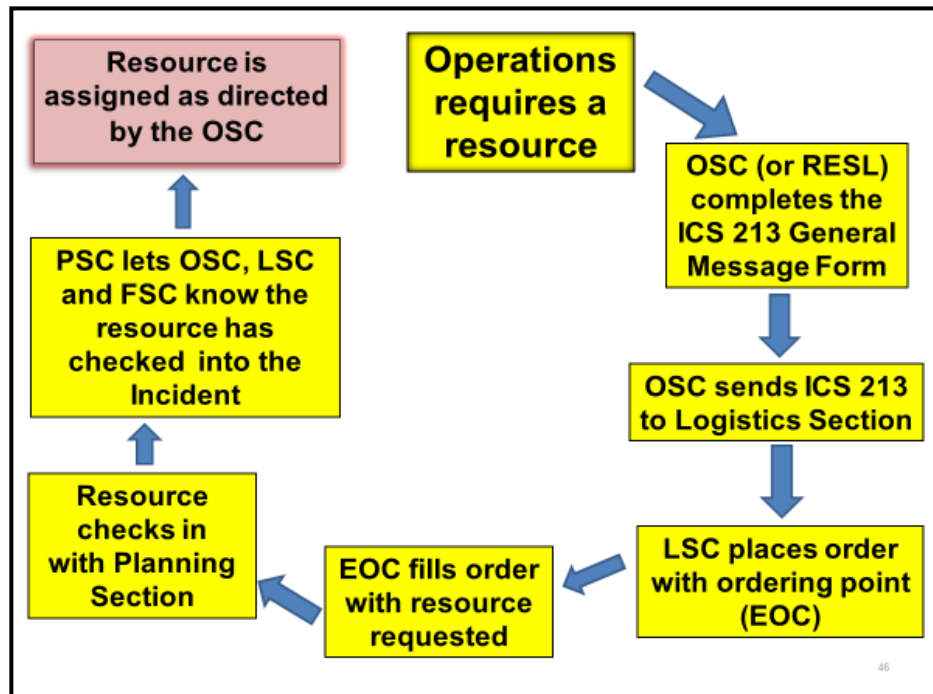 Operations
requires a
resource
OSC (or RESL)
completes the
ICS 213 General
Message Form
OSC sends ICS 213
to Logistics Section
LSC places order
with ordering point
(EOC)
EOC fills order
with resource
requested
Resource
checks in
with Planning
Section
PSC lets OSC, LSC
and FSC know the
resource has
checked into the
Incident
Resource is
assigned as directed
by the OSC
46